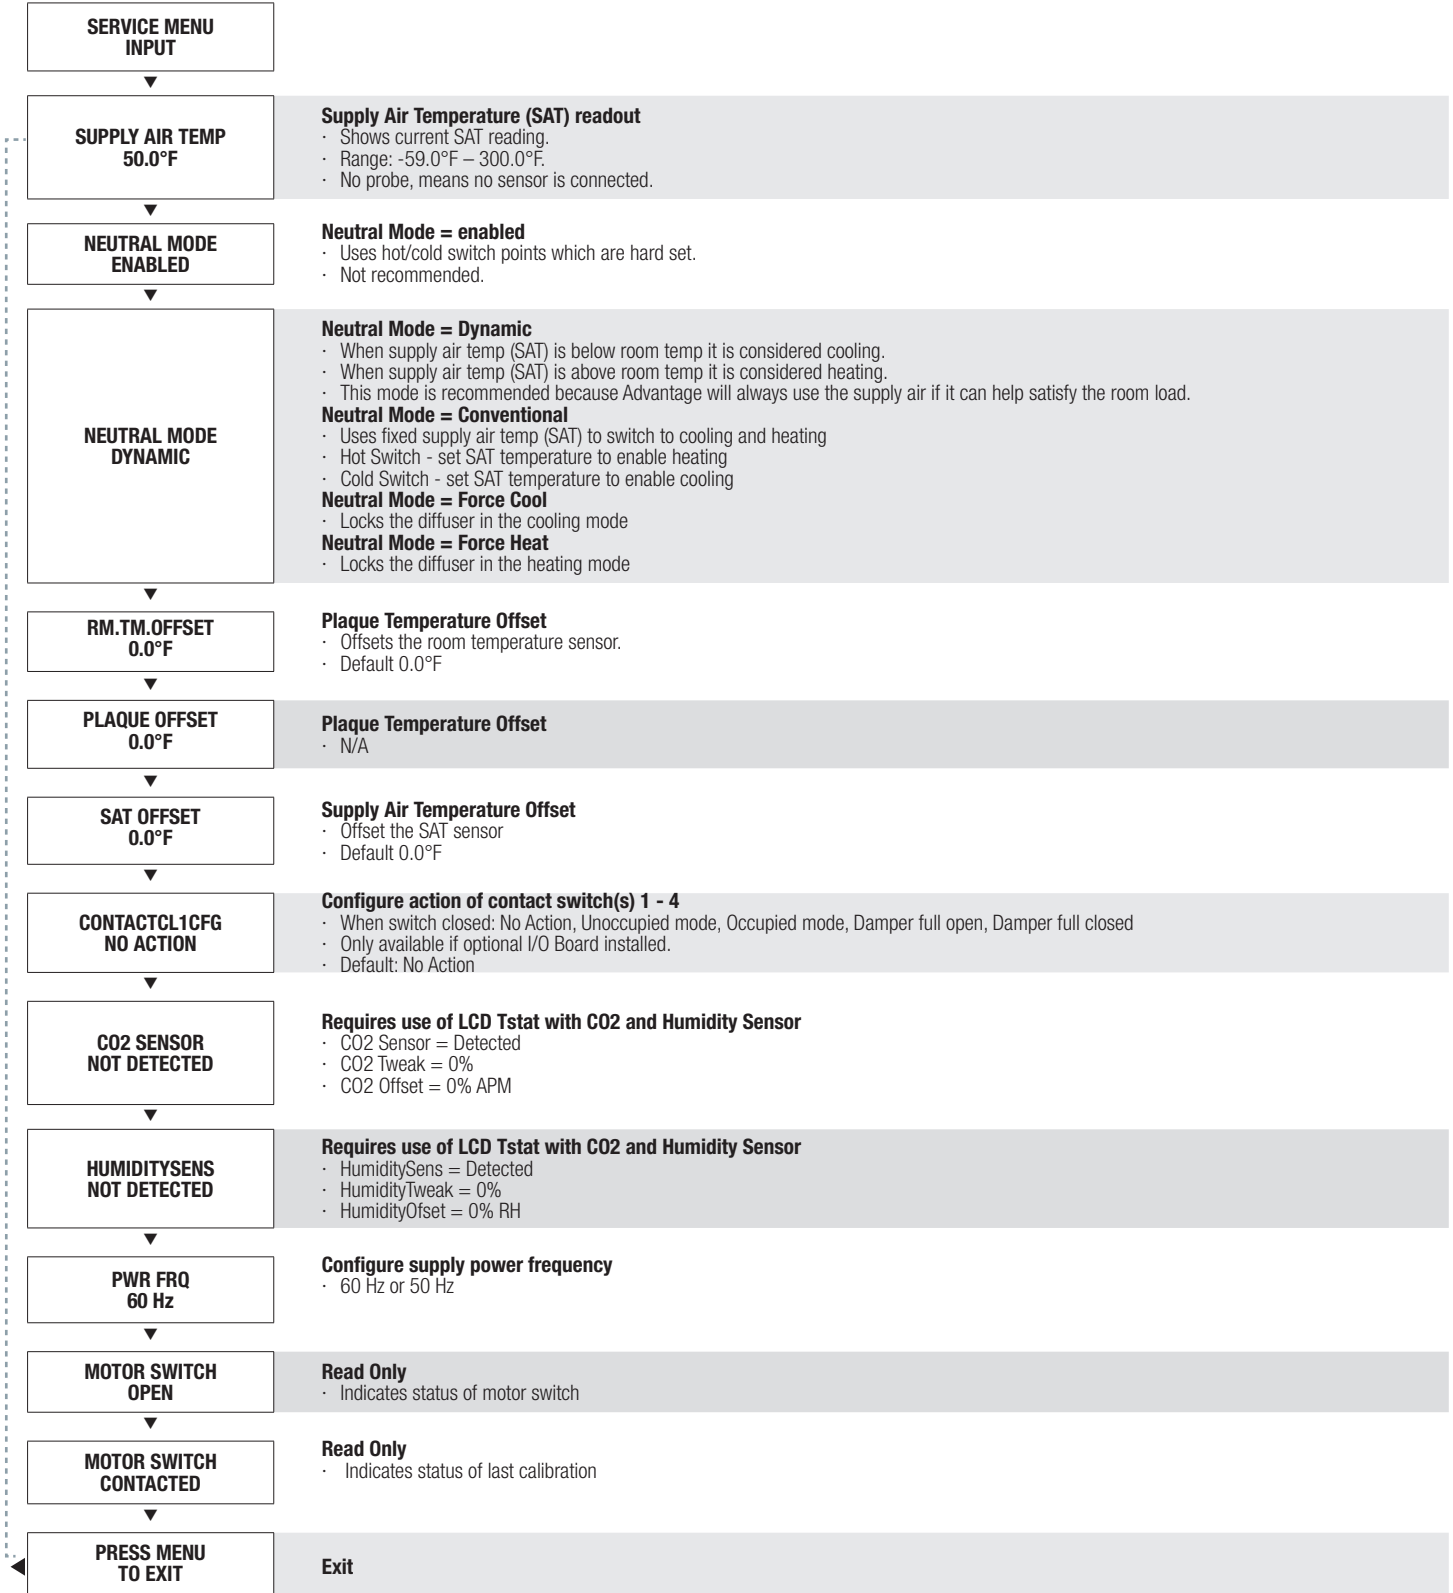 SERVICE MENU
INPUT
SUPPLY AIR TEMP
50.0°F
Supply Air Temperature (SAT) readout
· Shows current SAT reading.
· Range: -59.0°F – 300.0°F.
· No probe, means no sensor is connected.
NEUTRAL MODE
ENABLED
Neutral Mode = enabled
· Uses hot/cold switch points which are hard set.
· Not recommended.
NEUTRAL MODE
DYNAMIC
Neutral Mode = Dynamic
· When supply air temp (SAT) is below room temp it is considered cooling.
· When supply air temp (SAT) is above room temp it is considered heating.
· This mode is recommended because Advantage will always use the supply air if it can help satisfy the room load.
Neutral Mode = Conventional
· Uses fixed supply air temp (SAT) to switch to cooling and heating
· Hot Switch - set SAT temperature to enable heating
· Cold Switch - set SAT temperature to enable cooling
Neutral Mode = Force Cool
· Locks the diffuser in the cooling mode
Neutral Mode = Force Heat
· Locks the diffuser in the heating mode
RM.TM.OFFSET
0.0°F
Plaque Temperature Offset
· Offsets the room temperature sensor.
· Default 0.0°F
PLAQUE OFFSET
0.0°F
Plaque Temperature Offset
· N/A
SAT OFFSET
0.0°F
Supply Air Temperature Offset
· Offset the SAT sensor
· Default 0.0°F
CONTACTCL1CFG
NO ACTION
Configure action of contact switch(s) 1 - 4
· When switch closed: No Action, Unoccupied mode, Occupied mode, Damper full open, Damper full closed
· Only available if optional I/O Board installed.
· Default: No Action
CO2 SENSOR
NOT DETECTED
Requires use of LCD Tstat with CO2 and Humidity Sensor
· CO2 Sensor = Detected
· CO2 Tweak = 0%
· CO2 Offset = 0% APM
HUMIDITYSENS
NOT DETECTED
Requires use of LCD Tstat with CO2 and Humidity Sensor
· HumiditySens = Detected
· HumidityTweak = 0%
· HumidityOfset = 0% RH
PWR FRQ
60 Hz
Configure supply power frequency
· 60 Hz or 50 Hz
MOTOR SWITCH
OPEN
Read Only
· Indicates status of motor switch
MOTOR SWITCH
CONTACTED
Read Only
· Indicates status of last calibration
PRESS MENU
TO EXIT
Exit